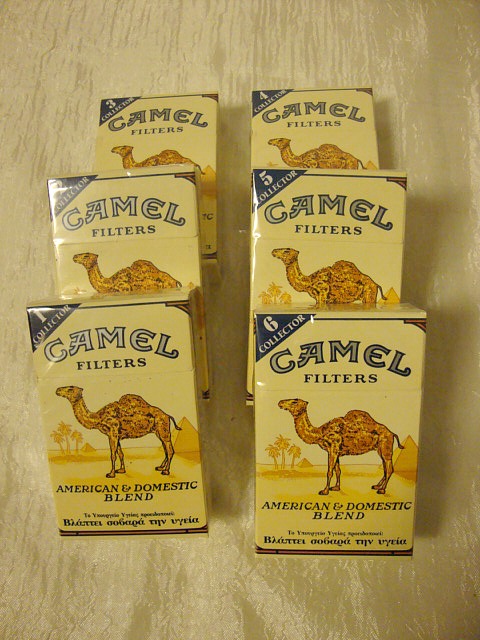 3
COLLECTOR
CAMEL
FILTERS
4
COLLECTOR
CAMEL
FILTERS
COLLECTOR
CAMEL
FILTERS
5
COLLECTOR
CAMEL
FILTERS
1
COLLECTOR
CAMEL
FILTERS
AMERICAN & DOMESTIC
BLEND
Το Υπουργείο Υγείας προειδοποιεί:
Βλάπτει σοβαρά την υγεία
6
COLLECTOR
CAMEL
FILTERS
AMERICAN & DOMESTIC
BLEND
Το Υπουργείο Υγείας προειδοποιεί:
Βλάπτει σοβαρά την υγεία